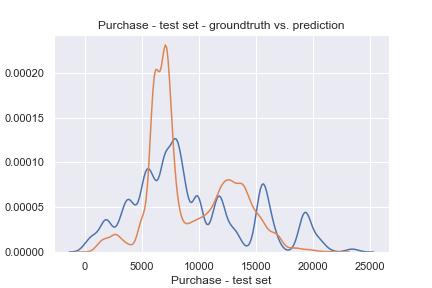 Purchase - test set - groundtruth vs. prediction
0.00020
0.00015
0.00010
0.00005
0.00000
0 5000 10000 15000 20000 25000
Purchase - test set